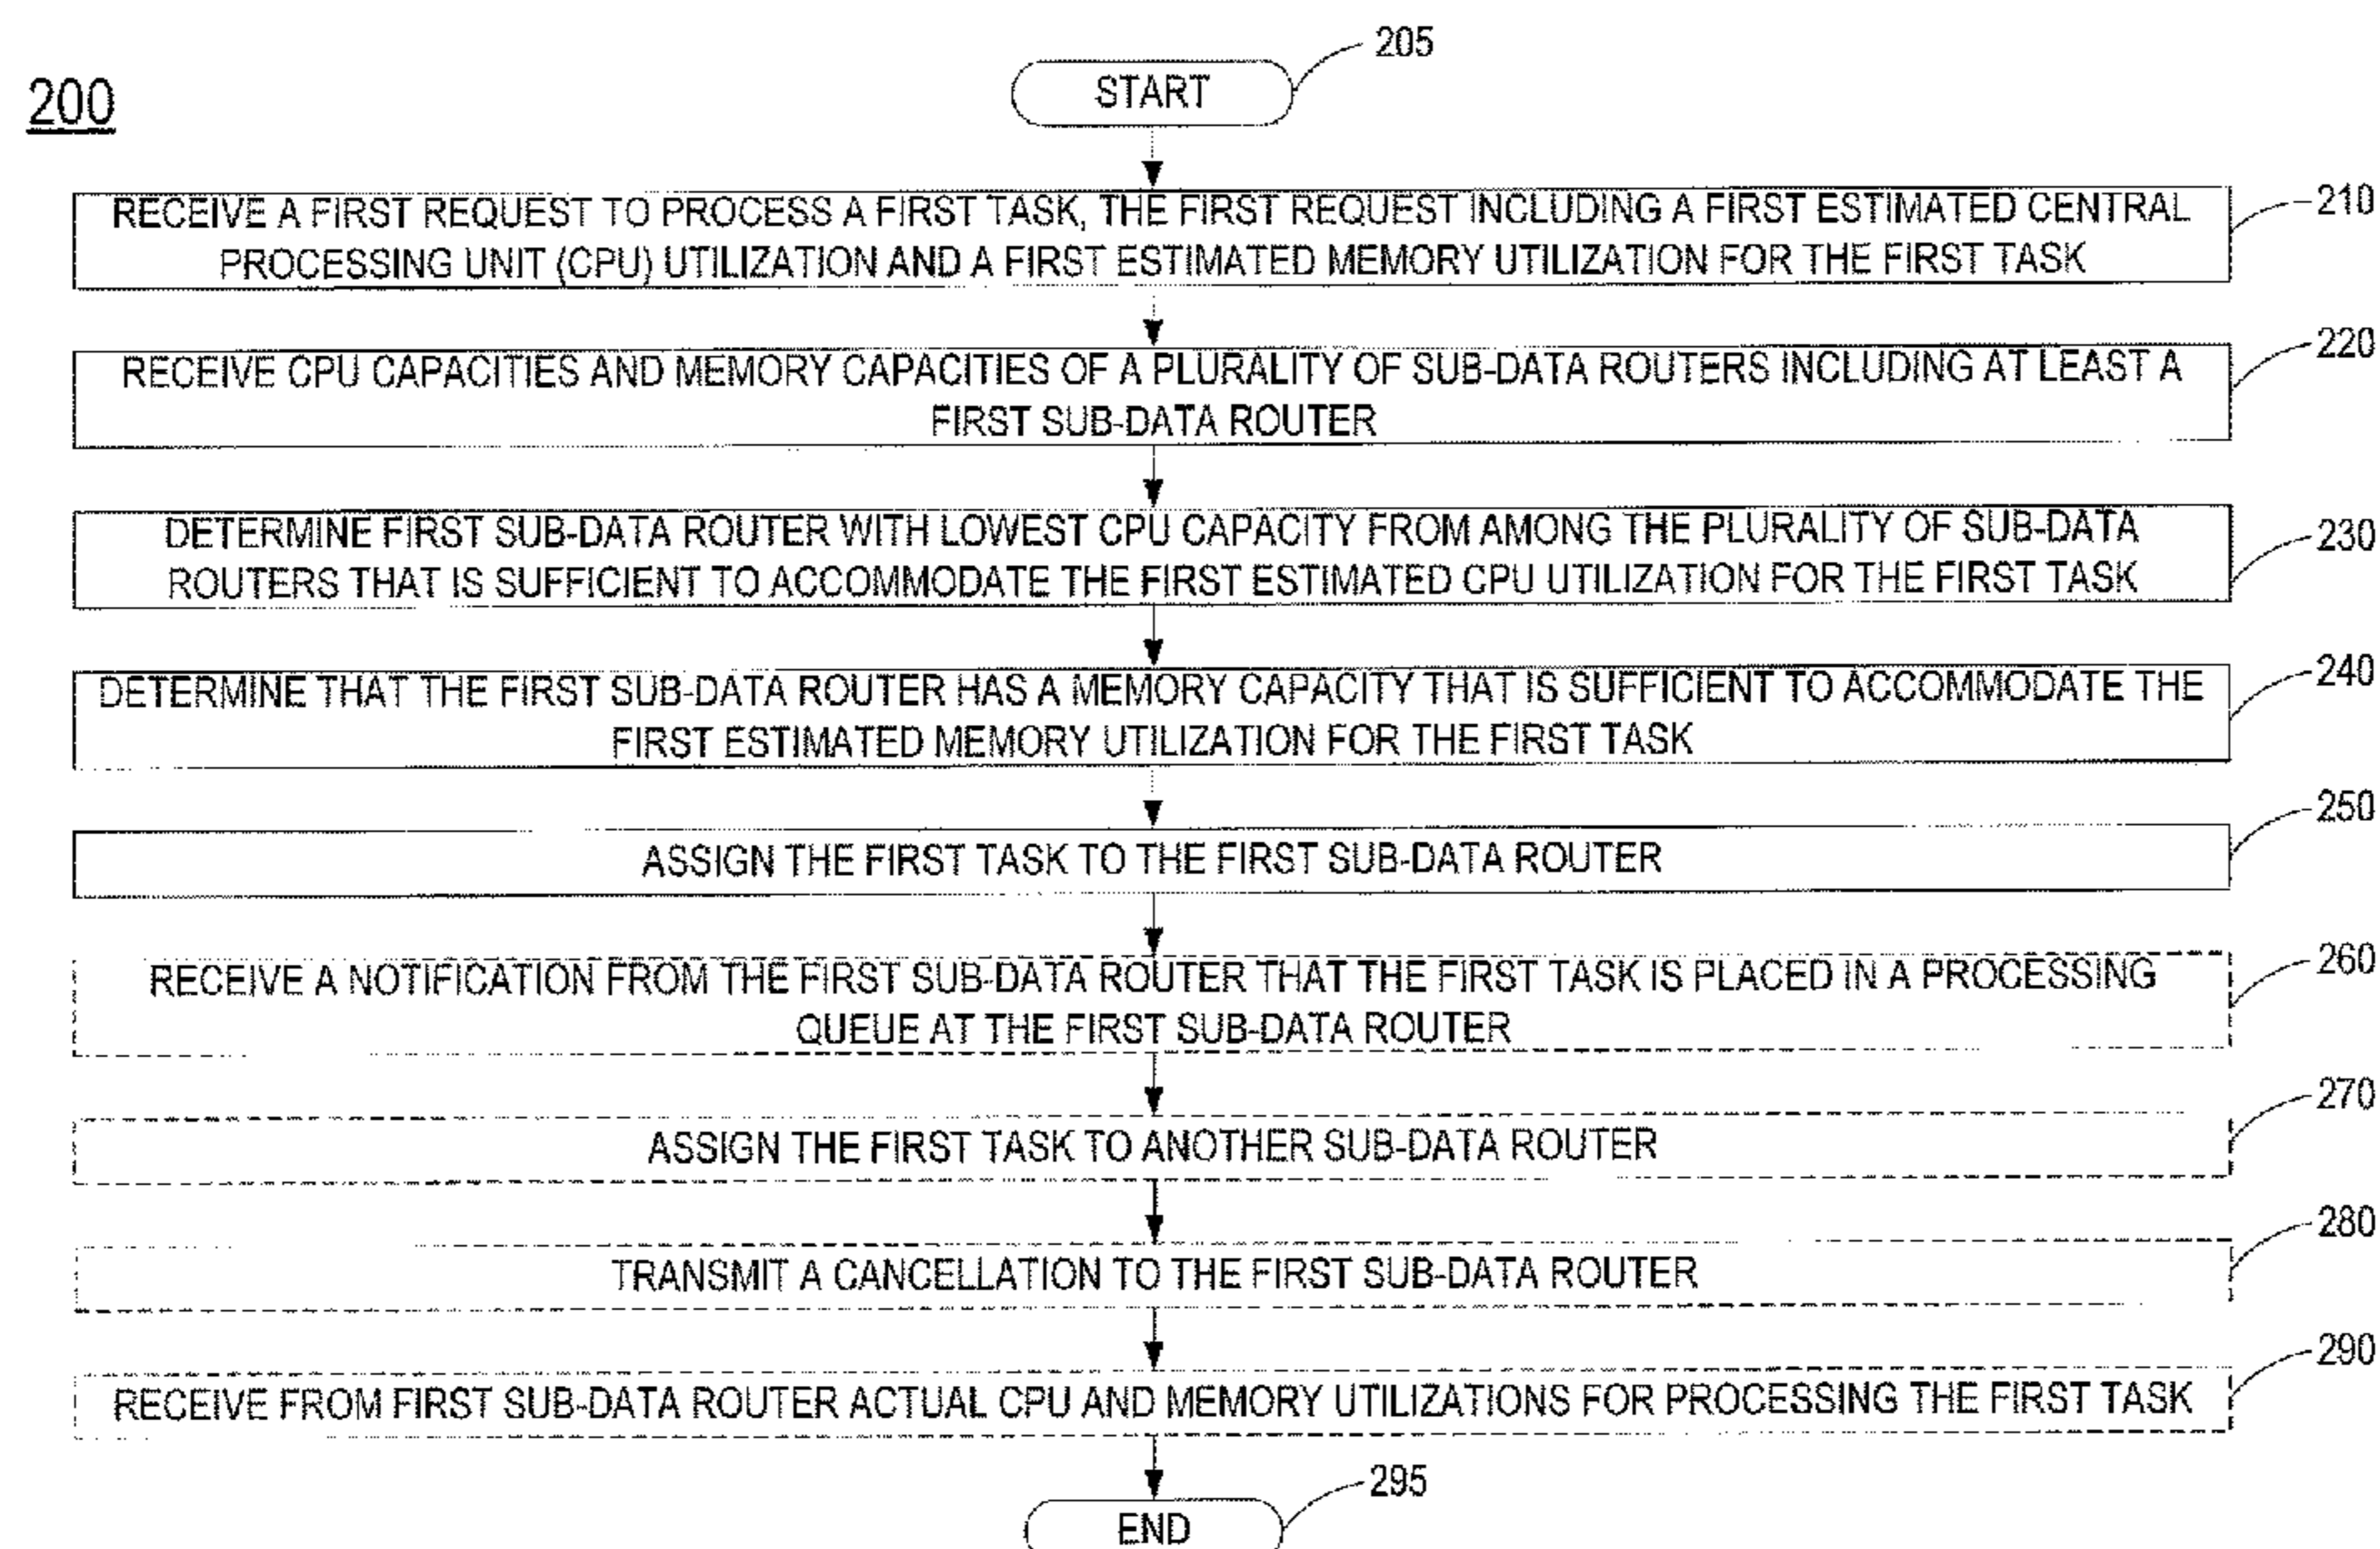 205
START
200
RECEIVE A FIRST REQUEST TO PROCESS A FIRST TASK, THE FIRST REQUEST INCLUDING A FIRST ESTIMATED CENTRAL
PROCESSING UNIT (CPU) UTILIZATION AND A FIRST ESTIMATED MEMORY UTILIZATION FOR THE FIRST TASK
210
RECEIVE CPU CAPACITIES AND MEMORY CAPACITIES OF A PLURALITY OF SUB-DATA ROUTERS INCLUDING AT LEAST A
FIRST SUB-DATA ROUTER
220
DETERMINE FIRST SUB-DATA ROUTER WITH LOWEST CPU CAPACITY FROM AMONG THE PLURALITY OF SUB-DATA
ROUTERS THAT IS SUFFICIENT TO ACCOMMODATE THE FIRST ESTIMATED CPU UTILIZATION FOR THE FIRST TASK
230
DETERMINE THAT THE FIRST SUB-DATA ROUTER HAS A MEMORY CAPACITY THAT IS SUFFICIENT TO ACCOMMODATE THE
FIRST ESTIMATED MEMORY UTILIZATION FOR THE FIRST TASK
240
ASSIGN THE FIRST TASK TO THE FIRST SUB-DATA ROUTER
250
RECEIVE A NOTIFICATION FROM THE FIRST SUB-DATA ROUTER THAT THE FIRST TASK IS PLACED IN A PROCESSING
QUEUE AT THE FIRST SUB-DATA ROUTER
260
ASSIGN THE FIRST TASK TO ANOTHER SUB-DATA ROUTER
270
TRANSMIT A CANCELLATION TO THE FIRST SUB-DATA ROUTER
280
RECEIVE FROM FIRST SUB-DATA ROUTER ACTUAL CPU AND MEMORY UTILIZATIONS FOR PROCESSING THE FIRST TASK
290
295
END